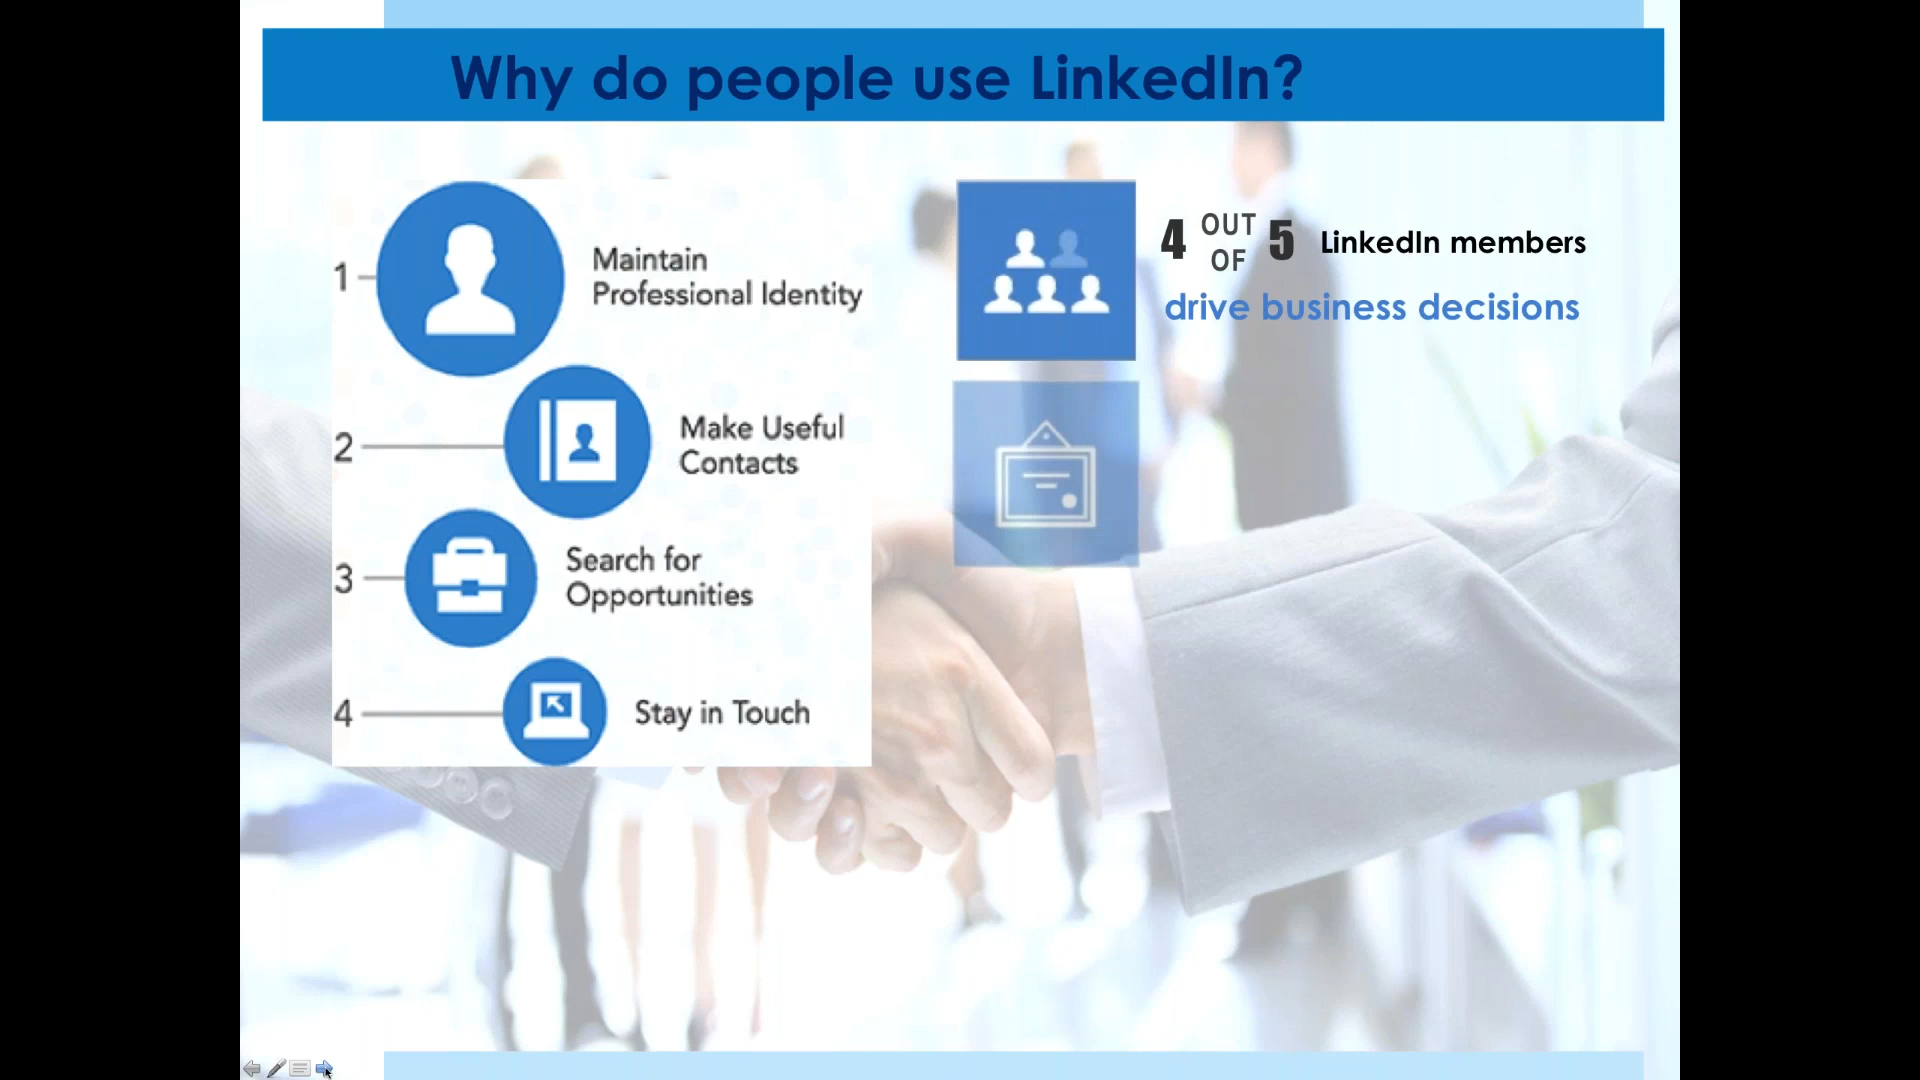 Why do people use LinkedIn?
1
Maintain
Professional Identity
2
Make Useful
Contacts
3
Search for
Opportunities
4
Stay in Touch
4 OUT OF 5 LinkedIn members
drive business decisions